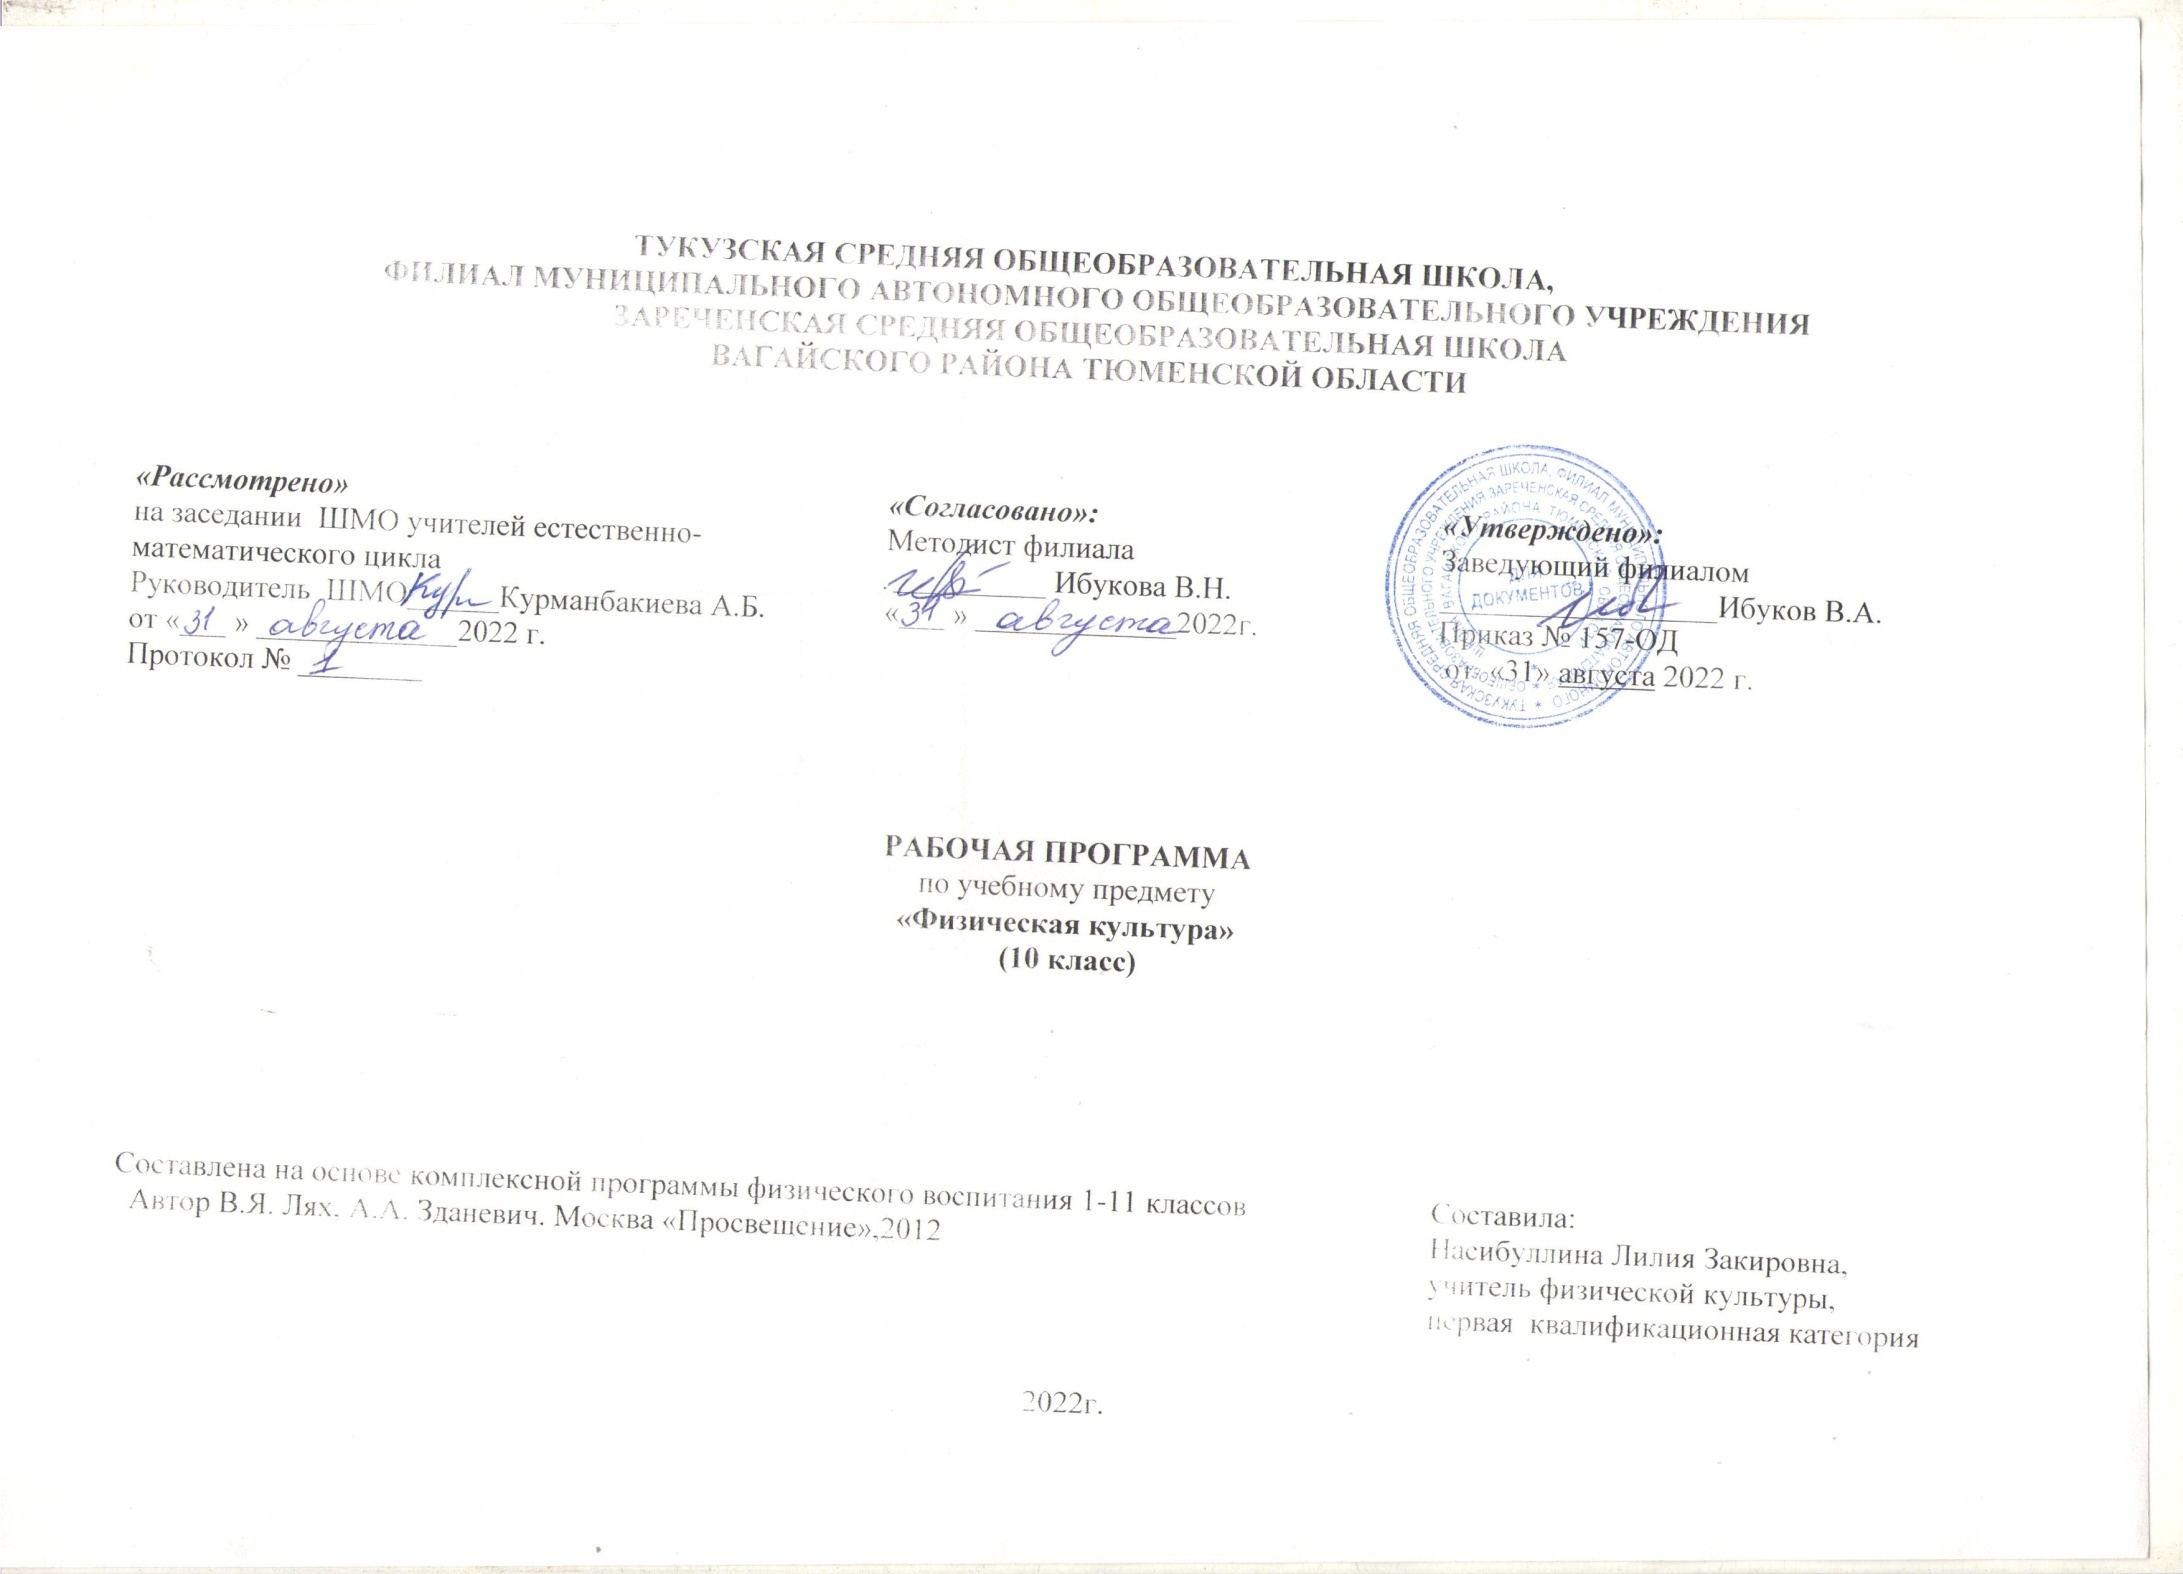 ТУКУЗСКАЯ СРЕДНЯЯ ОБЩЕОБРАЗОВАТЕЛЬНАЯ ШКОЛА,
ФИЛИАЛ МУНИЦИПАЛЬНОГО АВТОНОМНОГО ОБЩЕОБРАЗОВАТЕЛЬНОГО УЧРЕЖДЕНИЯ
ЗАРЕЧЕНСКАЯ СРЕДНЯЯ ОБЩЕОБРАЗОВАТЕЛЬНАЯ ШКОЛА
ВАГАЙСКОГО РАЙОНА ТЮМЕНСКОЙ ОБЛАСТИ
«Рассмотрено»
на заседании ШМО учителей естественно-
математического цикла
Руководитель ШМО Курманбакиева А.Б.
от «31» августа 2022 г.
Протокол № 1
«Согласовано»:
Методист филиала
Ибукова В.Н.
«31» августа 2022г.
«Утверждено»:
Заведующий филиалом
Ибуков В.А.
Приказ № 157-ОД
от «31» августа 2022 г.
ДЛЯ
ДОКУМЕНТОВ
РАБОЧАЯ ПРОГРАММА
по учебному предмету
«Физическая культура»
(10 класс)
Составлена на основе комплексной программы физического воспитания 1-11 классов
Автор В.Я. Лях. А.А. Зданевич. Москва «Просвещение»,2012
Составила:
Насибуллина Лилия Закировна,
учитель физической культуры,
первая квалификационная категория
2022г.